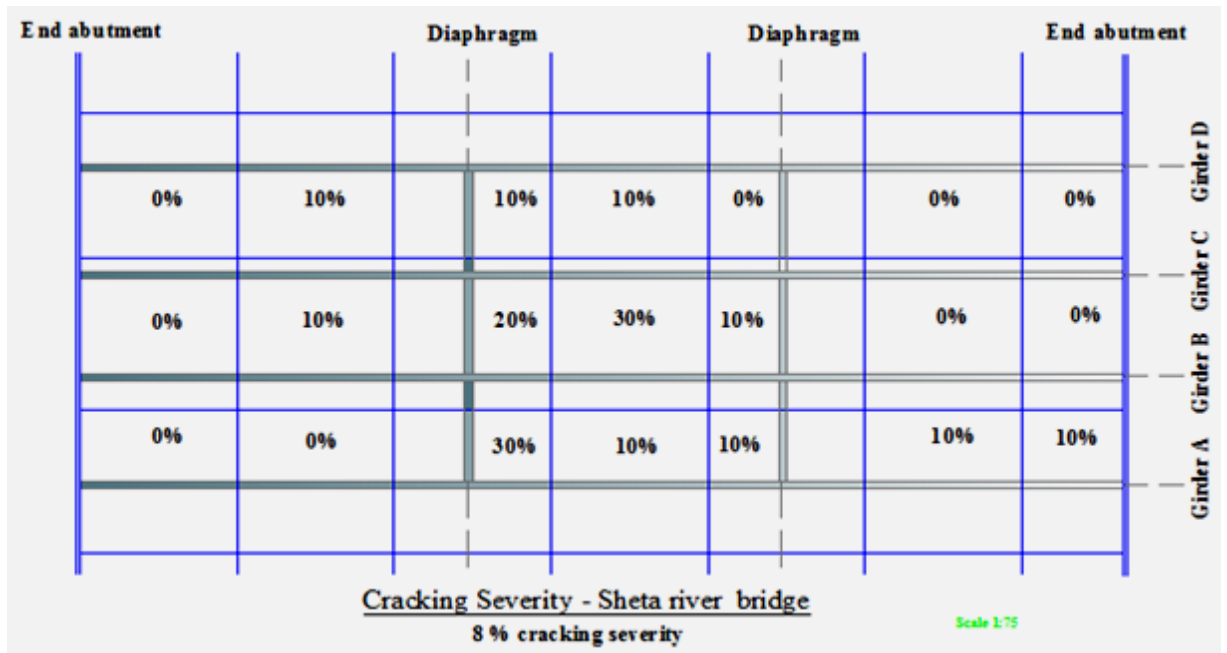 End abutment Diaphragm Diaphragm End abutment
0% 10% 10% 10% 0% 0% 0%
Girder D
0% 10% 20% 30% 10% 0% 0%
Girder C
Girder B
0% 0% 30% 10% 10% 10% 10%
Girder A
Cracking Severity - Sheta river bridge
8 % cracking severity
Scale 1:75